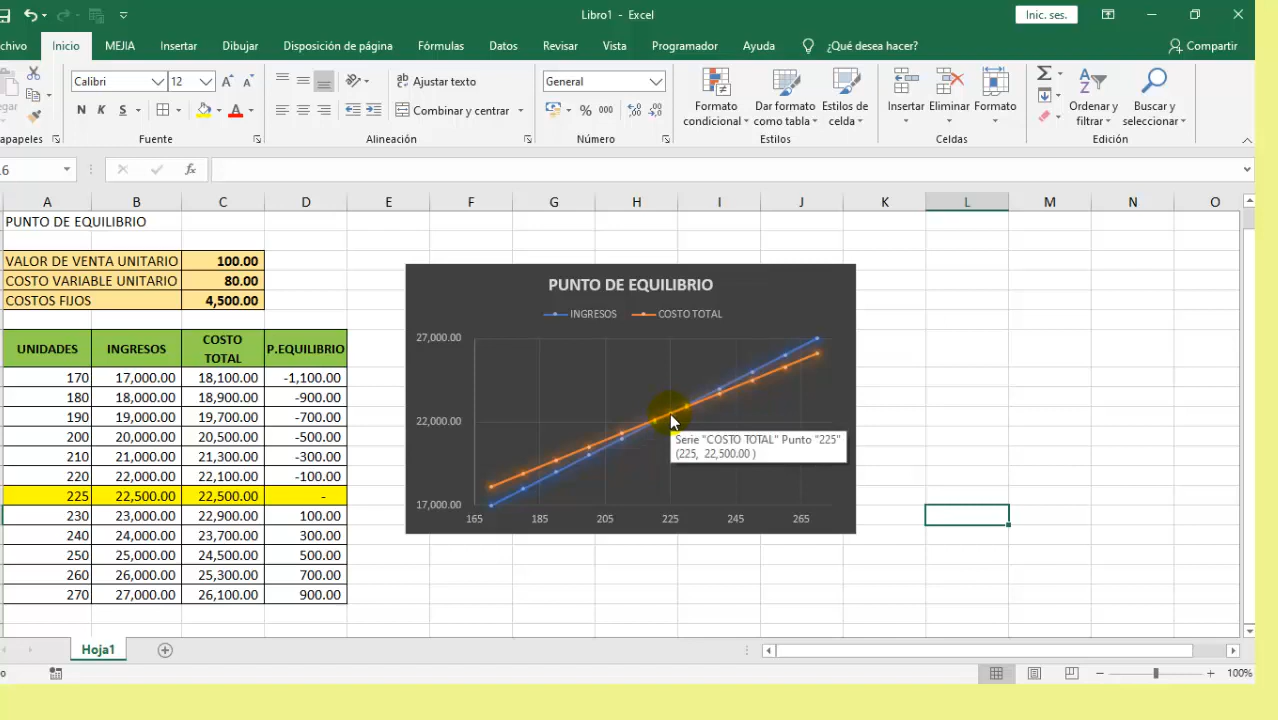 Libro1 - Excel
Inic. ses.
chivo Inicio MEJIA Insertar Dibujar Disposición de página Fórmulas Datos Revisar Vista Programador Ayuda ¿Qué desea hacer? Compartir
Calibri 12 Ajustar texto General
N K S Combinar y centrar % 000
egar
Formato condicional Dar formato como tabla Estilos de celda Insertar Eliminar Formato Ordenar y filtrar Buscar y seleccionar
apapeles Fuente Alineación Número Estilos Celdas Edición
.6 fx
A B C D E F G H I J K L M N O
PUNTO DE EQUILIBRIO
VALOR DE VENTA UNITARIO 100.00
COSTO VARIABLE UNITARIO 80.00
COSTOS FIJOS 4,500.00
UNIDADES INGRESOS COSTO TOTAL P.EQUILIBRIO
170 17,000.00 18,100.00 -1,100.00
180 18,000.00 18,900.00 -900.00
190 19,000.00 19,700.00 -700.00
200 20,000.00 20,500.00 -500.00
210 21,000.00 21,300.00 -300.00
220 22,000.00 22,100.00 -100.00
225 22,500.00 22,500.00 -
230 23,000.00 22,900.00 100.00
240 24,000.00 23,700.00 300.00
250 25,000.00 24,500.00 500.00
260 26,000.00 25,300.00 700.00
270 27,000.00 26,100.00 900.00
PUNTO DE EQUILIBRIO
INGRESOS COSTO TOTAL
27,000.00
22,000.00
17,000.00
165 185 205 225 245 265
Serie "COSTO TOTAL" Punto "225"
(225, 22,500.00 )
Hoja1
o 100%